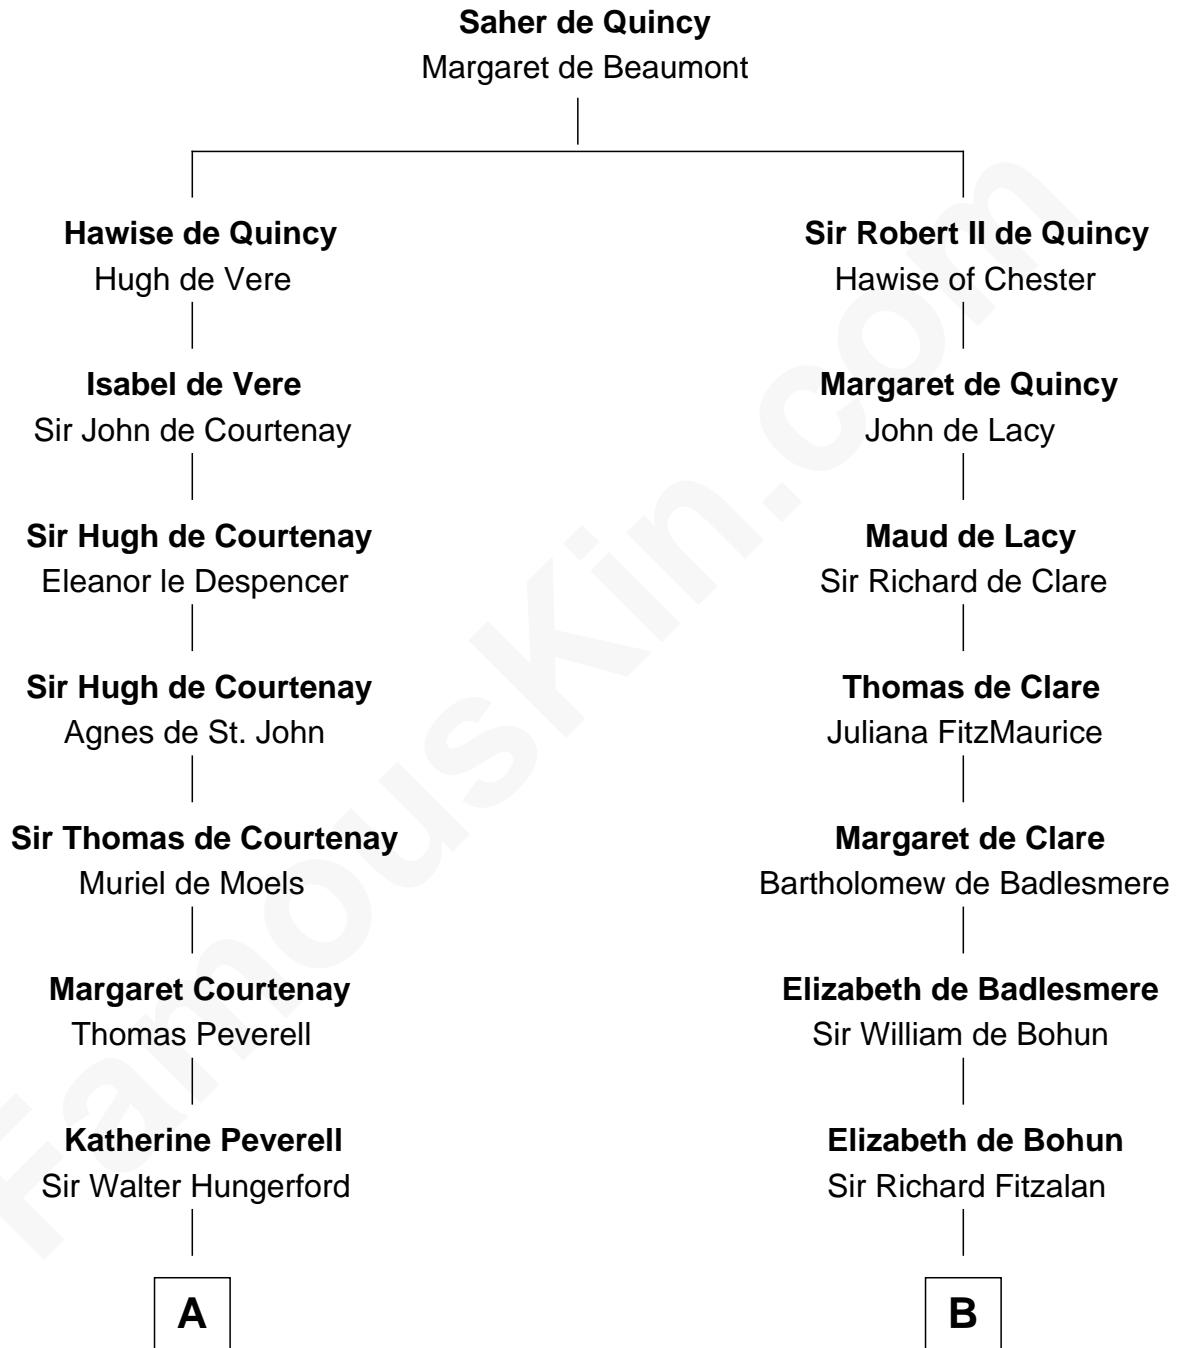 Saher de Quincy
Margaret de Beaumont
Hawise de Quincy
Hugh de Vere
Sir Robert II de Quincy
Hawise of Chester
Isabel de Vere
Sir John de Courtenay
Margaret de Quincy
John de Lacy
Sir Hugh de Courtenay
Eleanor le Despencer
Maud de Lacy
Sir Richard de Clare
Sir Hugh de Courtenay
Agnes de St. John
Thomas de Clare
Juliana FitzMaurice
Sir Thomas de Courtenay
Muriel de Moels
Margaret de Clare
Bartholomew de Badlesmere
Margaret Courtenay
Thomas Peverell
Elizabeth de Badlesmere
Sir William de Bohun
Katherine Peverell
Sir Walter Hungerford
Elizabeth de Bohun
Sir Richard Fitzalan
A
B
FamousKin.com